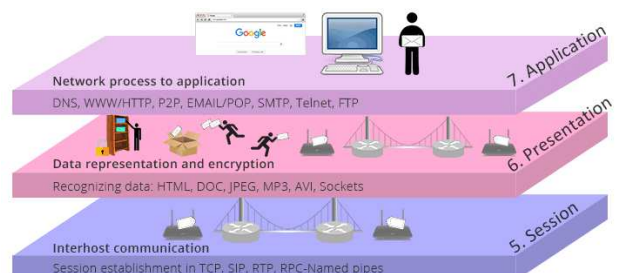 Google
Network process to application
DNS, WWW/HTTP, P2P, EMAIL/POP, SMTP, Telnet, FTP
7. Application
Data representation and encryption
Recognizing data: HTML, DOC, JPEG, MP3, AVI, Sockets
6. Presentation
Interhost communication
Session establishment in TCP, SIP, RTP, RPC-Named pipes
5. Session